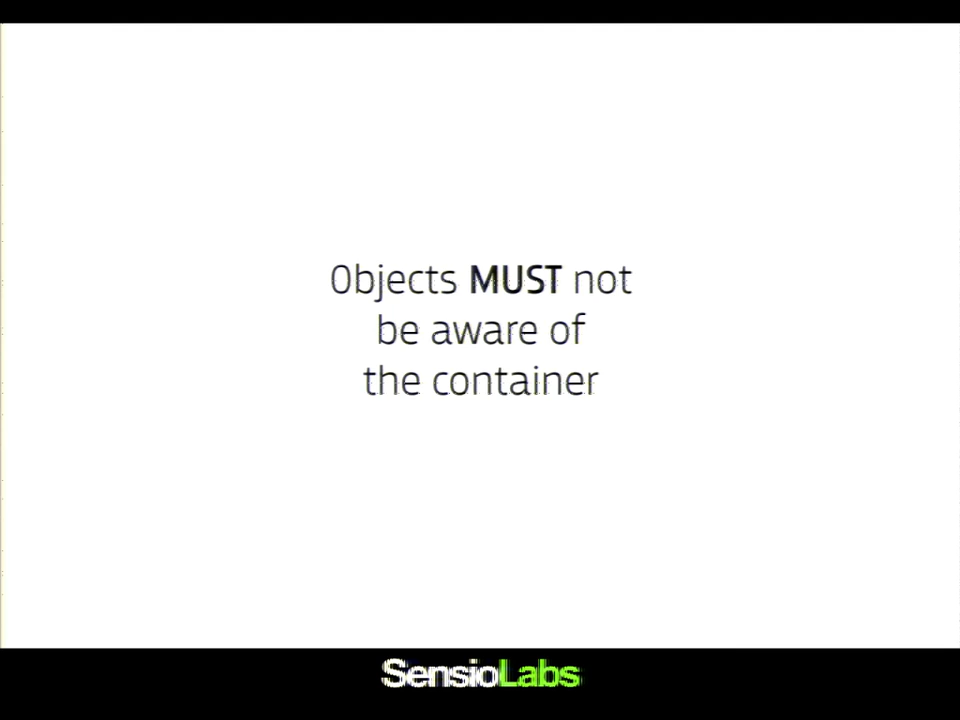 Objects MUST not
be aware of
the container
SensioLabs